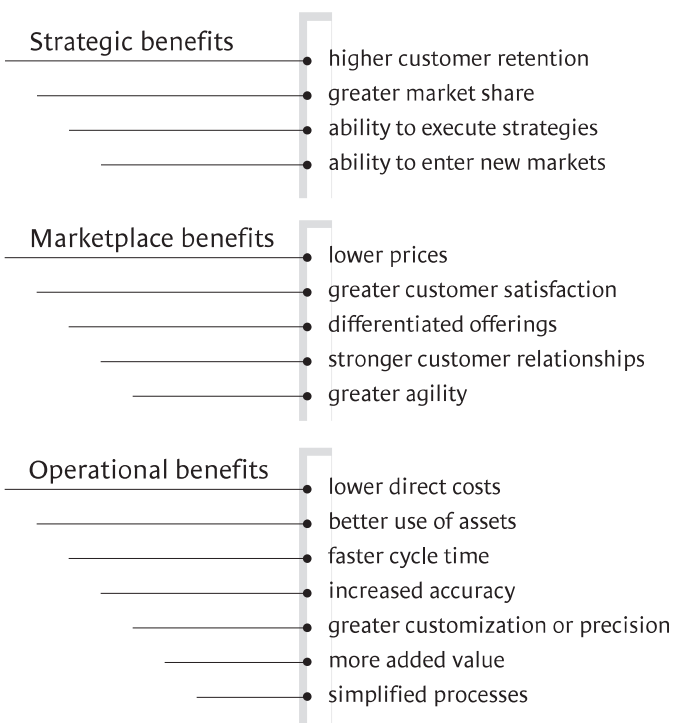 Strategic benefits
higher customer retention
greater market share
ability to execute strategies
ability to enter new markets
Marketplace benefits
lower prices
greater customer satisfaction
differentiated offerings
stronger customer relationships
greater agility
Operational benefits
lower direct costs
better use of assets
faster cycle time
increased accuracy
greater customization or precision
more added value
simplified processes